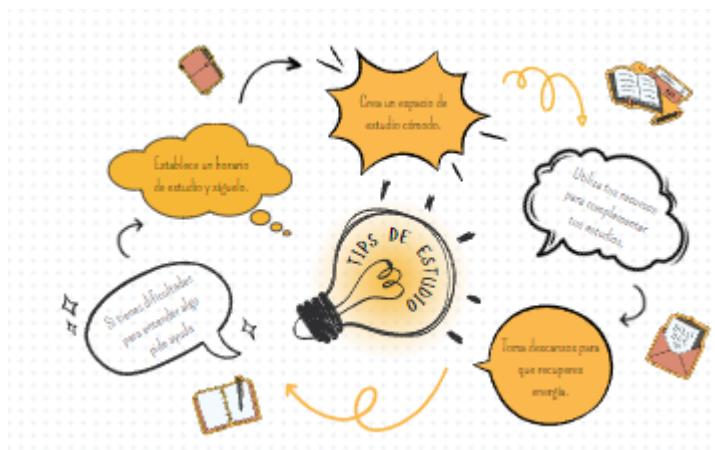 TIPS DE ESTUDIO
Crea un espacio de
estudio cómodo.
Utiliza tus recursos
para complementar
tus estudios.
Toma descansos para
que recuperes
energía.
Si tienes dificultades
para entender algo
pide ayuda
Establece un horario
de estudio y síguelo.